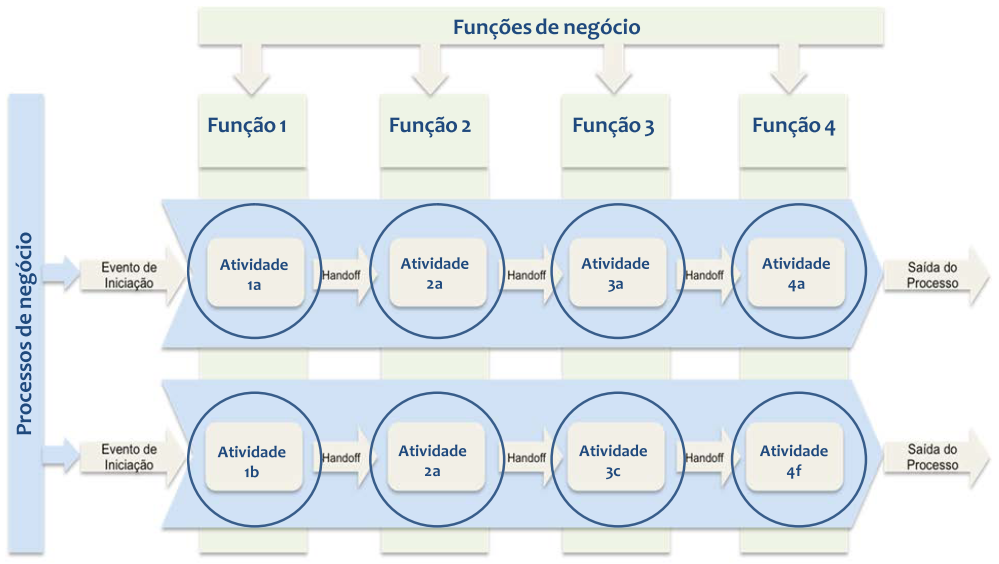 Funções de negócio
Função 1
Função 2
Função 3
Função 4
Processos de negócio
Evento de
Iniciação
Atividade
1a
Handoff
Atividade
2a
Handoff
Atividade
3a
Handoff
Atividade
4a
Saída do
Processo
Evento de
Iniciação
Atividade
1b
Handoff
Atividade
2a
Handoff
Atividade
3c
Handoff
Atividade
4f
Saída do
Processo